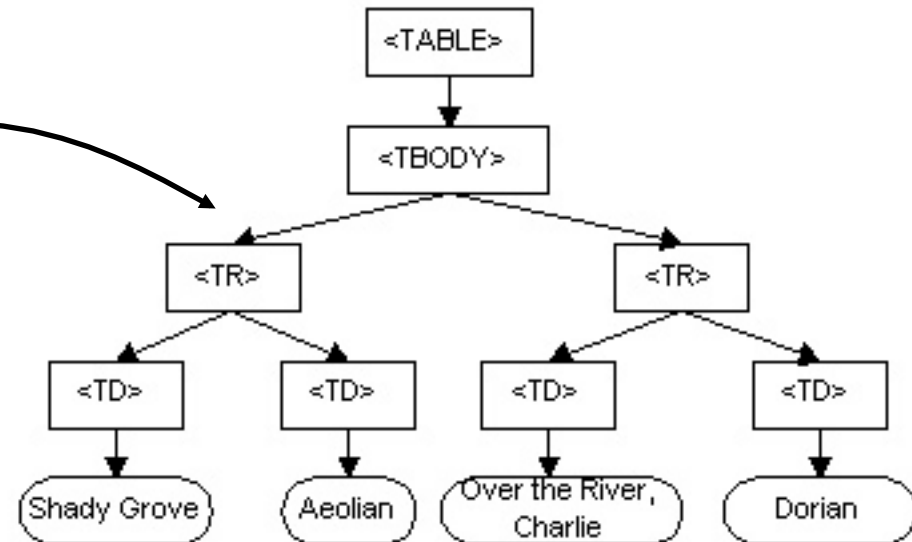 <TABLE>
<TBODY>
<TR>
<TR>
<TD>
<TD>
<TD>
<TD>
Shady Grove
Aeolian
Over the River,
Charlie
Dorian